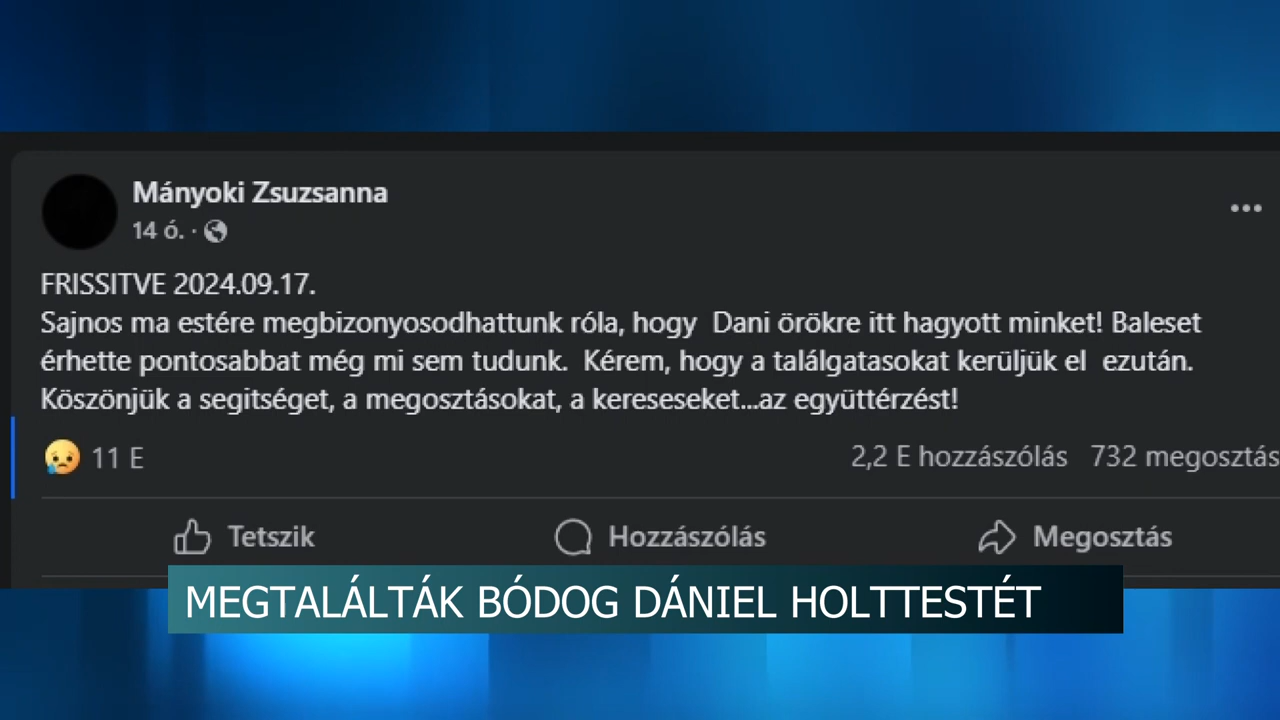 Mányoki Zsuzsanna
14 ó. ·
FRISSITVE 2024.09.17.
Sajnos ma estére megbizonyosodhattunk róla, hogy Dani örökre itt hagyott minket! Baleset
érhette pontosabbat még mi sem tudunk. Kérem, hogy a találgatasokat kerüljük el ezután.
Köszönjük a segitséget, a megosztásokat, a kereseseket...az együttérzést!
11 E
2,2 E hozzászólás 732 megosztás
Tetszik
Hozzászólás
Megosztás
MEGTALÁLTÁK BÓDOG DÁNIEL HOLTTESTÉT